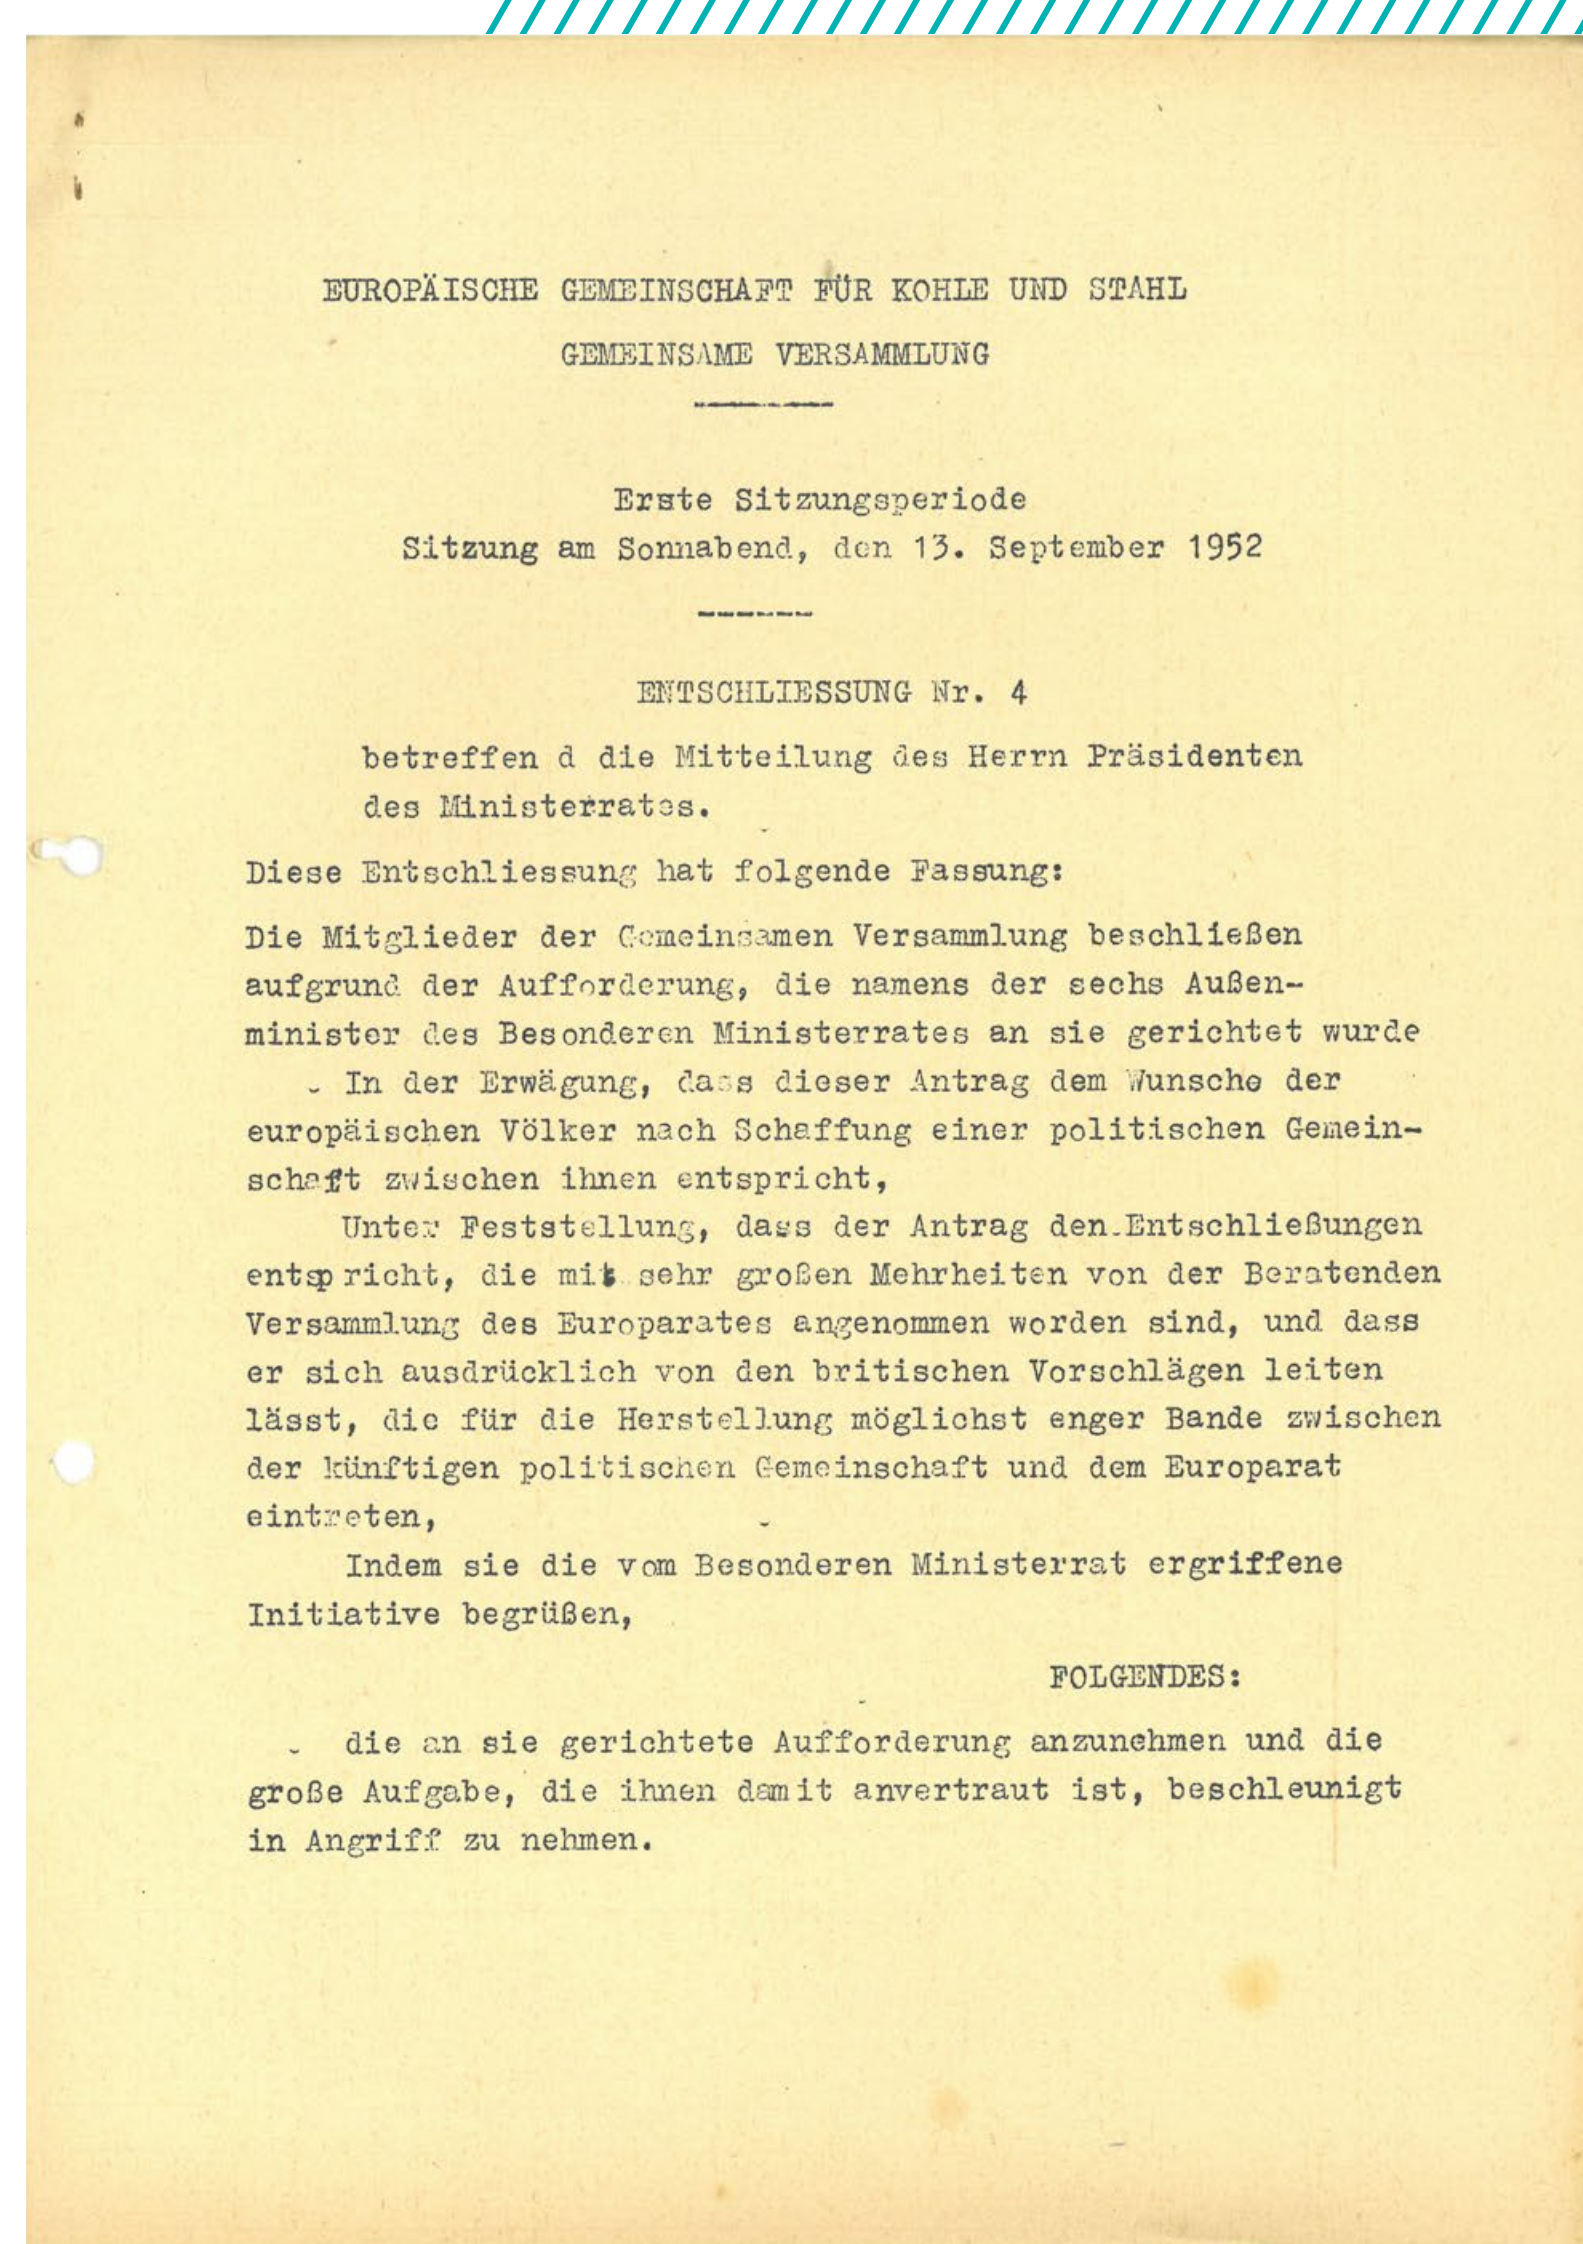 EUROPÄISCHE GEMEINSCHAFT FÜR KOHLE UND STAHL
GEMEINSAME VERSAMMLUNG
Erste Sitzungsperiode
Sitzung am Sonnabend, den 13. September 1952
ENTSCHLIESSUNG Nr. 4
betreffen d die Mitteilung des Herrn Präsidenten
des Ministerrates.
Diese Entschliessung hat folgende Fassung:
Die Mitglieder der Gemeinsamen Versammlung beschließen
aufgrund der Aufforderung, die namens der sechs Außen-
minister des Besonderen Ministerrates an sie gerichtet wurde
In der Erwägung, dass dieser Antrag dem Wunsche der
europäischen Völker nach Schaffung einer politischen Gemein-
schaft zwischen ihnen entspricht,
Unter Feststellung, dass der Antrag den Entschließungen
entsp richt, die mit sehr großen Mehrheiten von der Beratenden
Versammlung des Europarates angenommen worden sind, und dass
er sich ausdrücklich von den britischen Vorschlägen leiten
lässt, die für die Herstellung möglichst enger Bande zwischen
der künftigen politischen Gemeinschaft und dem Europarat
eintreten,
Indem sie die vom Besonderen Ministerrat ergriffene
Initiative begrüßen,
FOLGENDES:
die an sie gerichtete Aufforderung anzunehmen und die
große Aufgabe, die ihnen damit anvertraut ist, beschleunigt
in Angriff zu nehmen.